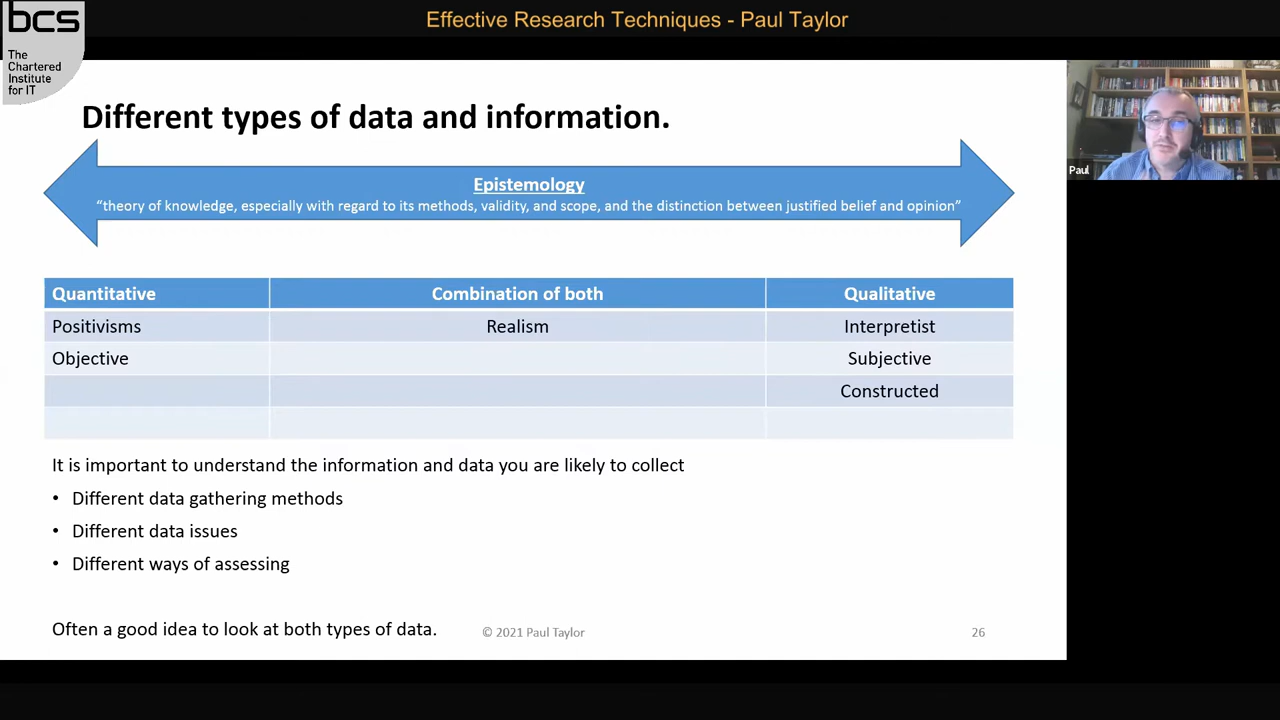 Effective Research Techniques - Paul Taylor
bcs
The
Chartered
Institute
for IT
Different types of data and information.
Epistemology
“theory of knowledge, especially with regard to its methods, validity, and scope, and the distinction between justified belief and opinion”
Quantitative Combination of both Qualitative
Positivisms Realism Interpretist
Objective Subjective
Constructed
It is important to understand the information and data you are likely to collect
• Different data gathering methods
• Different data issues
• Different ways of assessing
Often a good idea to look at both types of data.
© 2021 Paul Taylor
26
Paul